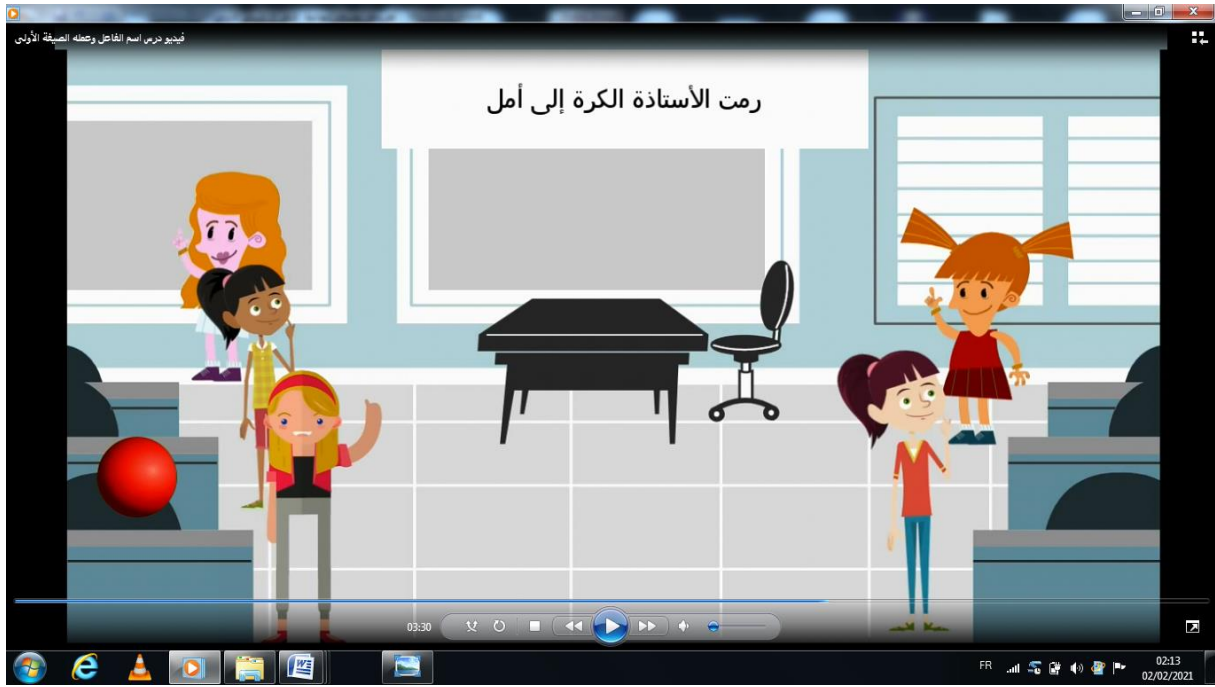 فيديو درس اسم الفاعل وعمله الصيغة الأولى
رمت الأستاذة الكرة إلى أمل
03:30
FR
02:13
02/02/2021